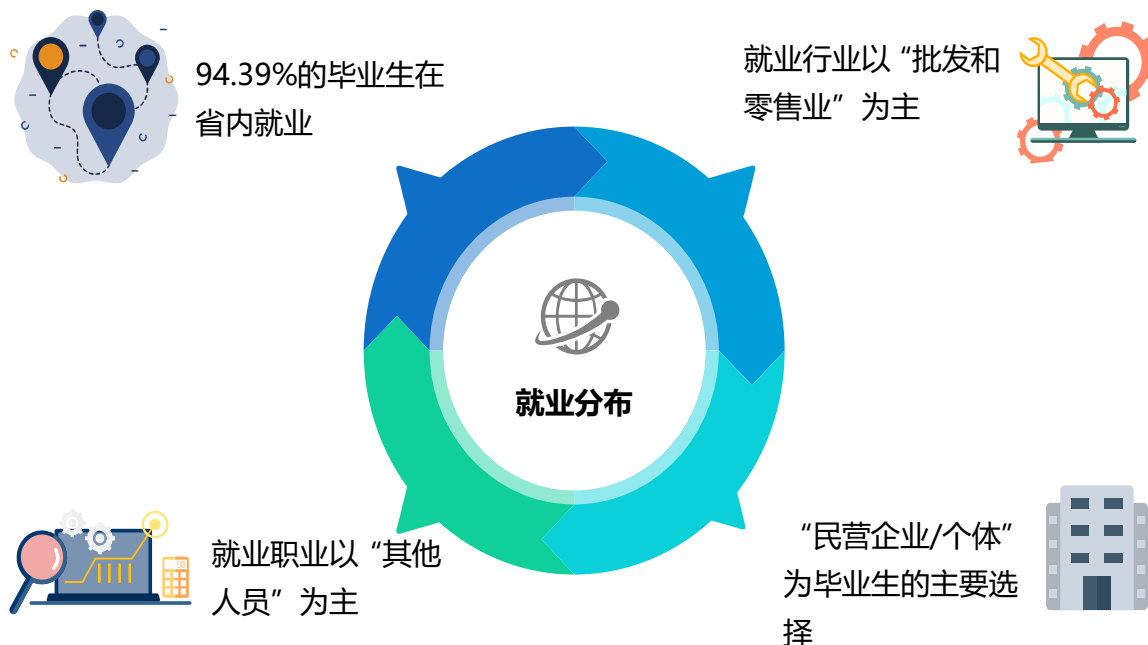 94.39%的毕业生在
省内就业
就业行业以“批发和
零售业”为主
就业分布
就业职业以“其他
人员”为主
“民营企业/个体”
为毕业生的主要选
择